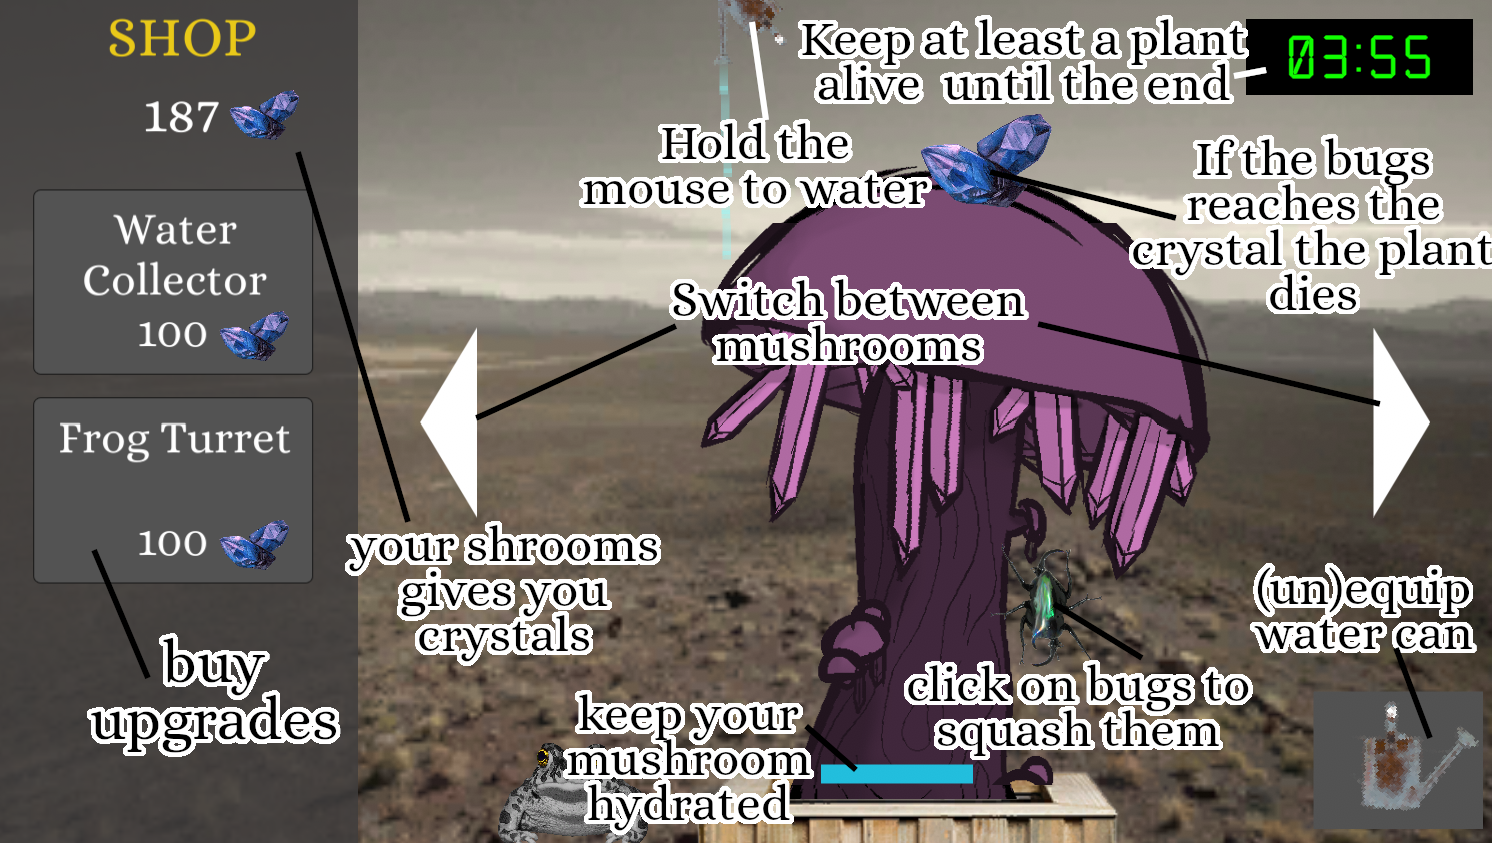 SHOP
187
Water
Collector
100
Frog Turret
100
buy
upgrades
your shrooms
gives you
crystals
Keep at least a plant
alive until the end
03:55
Hold the
mouse to water
If the bugs
reaches the
crystal the plant
dies
Switch between
mushrooms
(un)equip
water can
click on bugs to
squash them
keep your
mushroom
hydrated